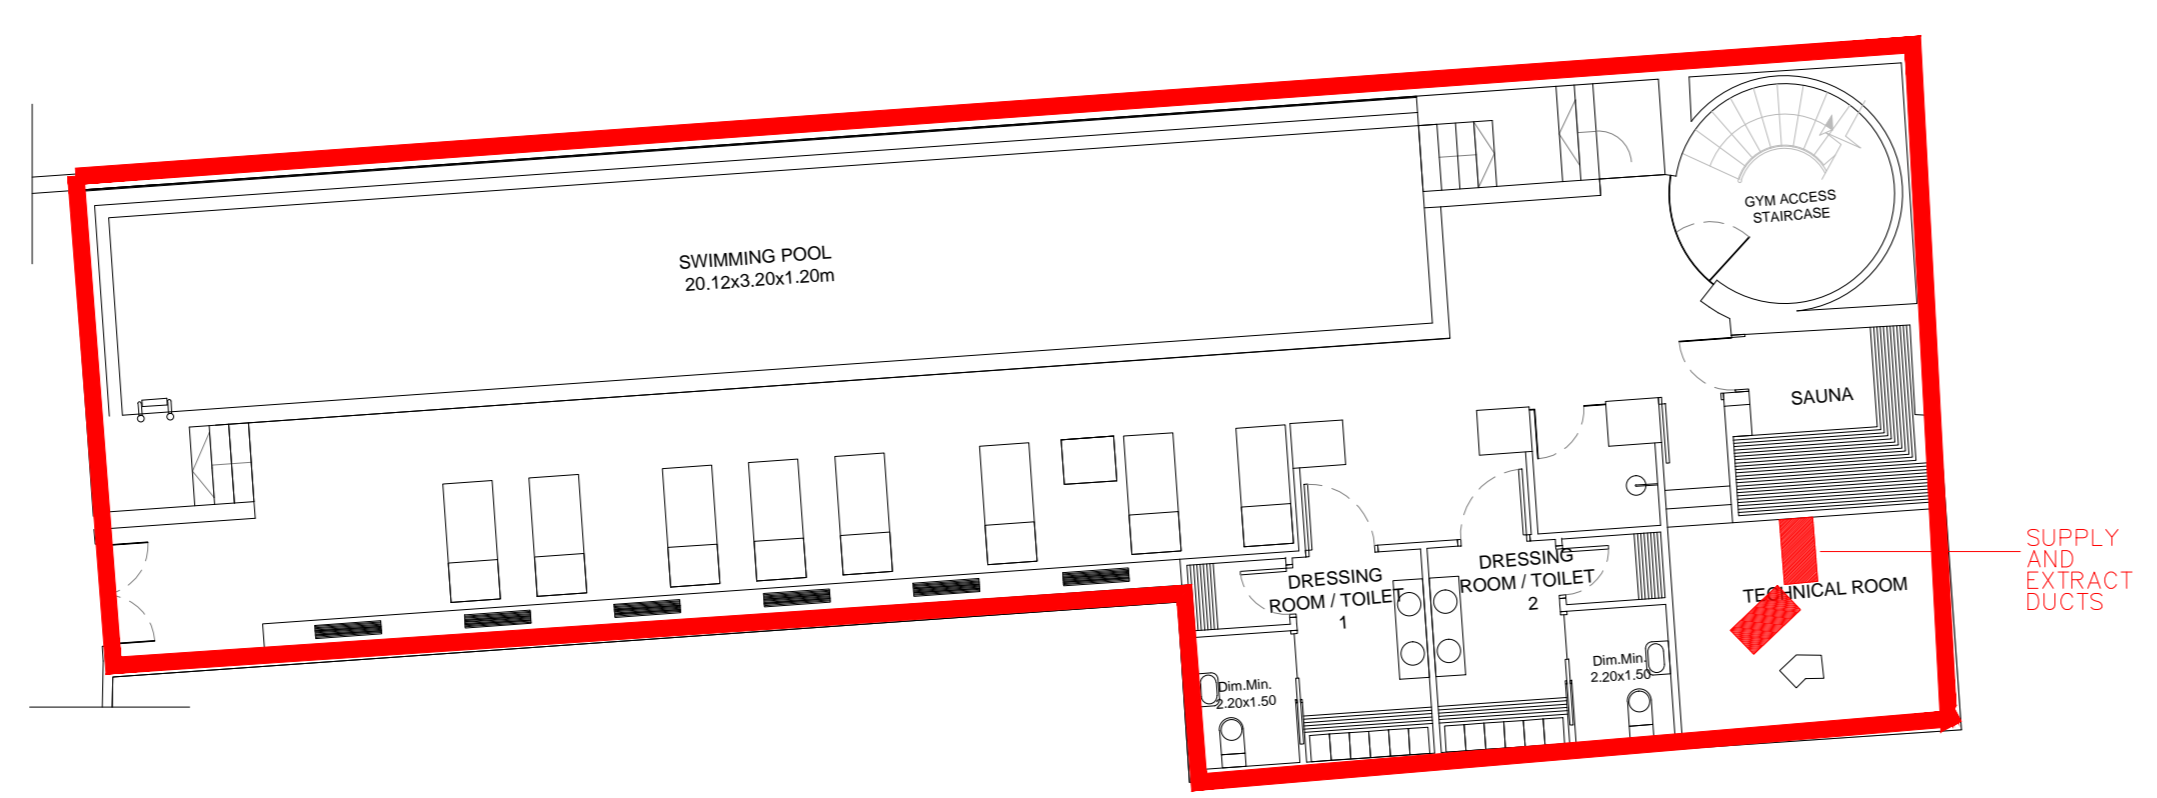 SWIMMING POOL
20.12x3.20x1.20m
GYM ACCESS
STAIRCASE
SAUNA
DRESSING
ROOM / TOILET
1
DRESSING
ROOM / TOILET
2
TECHNICAL ROOM
Dim.Min.
2.20x1.50
Dim.Min.
2.20x1.50
SUPPLY
AND
EXTRACT
DUCTS